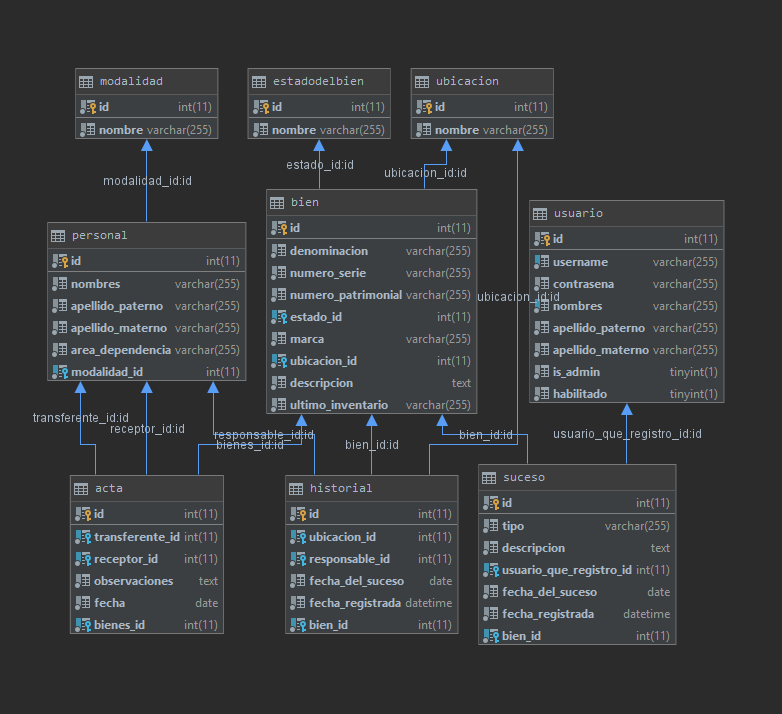 modalidad
id int(11)
nombre varchar(255)
estadodelbien
id int(11)
nombre varchar(255)
ubicacion
id int(11)
nombre varchar(255)
modalidad_id:id
estado_id:id
ubicacion_id:id
personal
id int(11)
nombres varchar(255)
apellido_paterno varchar(255)
apellido_materno varchar(255)
area_dependencia varchar(255)
modalidad_id int(11)
bien
id int(11)
denominacion varchar(255)
numero_serie varchar(255)
numero_patrimonial varchar(255)
estado_id int(11)
marca varchar(255)
ubicacion_id int(11)
descripcion text
ultimo_inventario varchar(255)
ubicacion_id:id
usuario
id int(11)
username varchar(255)
contrasena varchar(255)
nombres varchar(255)
apellido_paterno varchar(255)
apellido_materno varchar(255)
is_admin tinyint(1)
habilitado tinyint(1)
transferente_id:id
receptor_id:id
responsable_id:id
bienes_id:id
bien_id:id
bien_id:id
usuario_que_registro_id:id
acta
id int(11)
transferente_id int(11)
receptor_id int(11)
observaciones text
fecha date
bienes_id int(11)
historial
id int(11)
ubicacion_id int(11)
responsable_id int(11)
fecha_del_suceso date
fecha_registrada datetime
bien_id int(11)
suceso
id int(11)
tipo varchar(255)
descripcion text
usuario_que_registro_id int(11)
fecha_del_suceso date
fecha_registrada datetime
bien_id int(11)